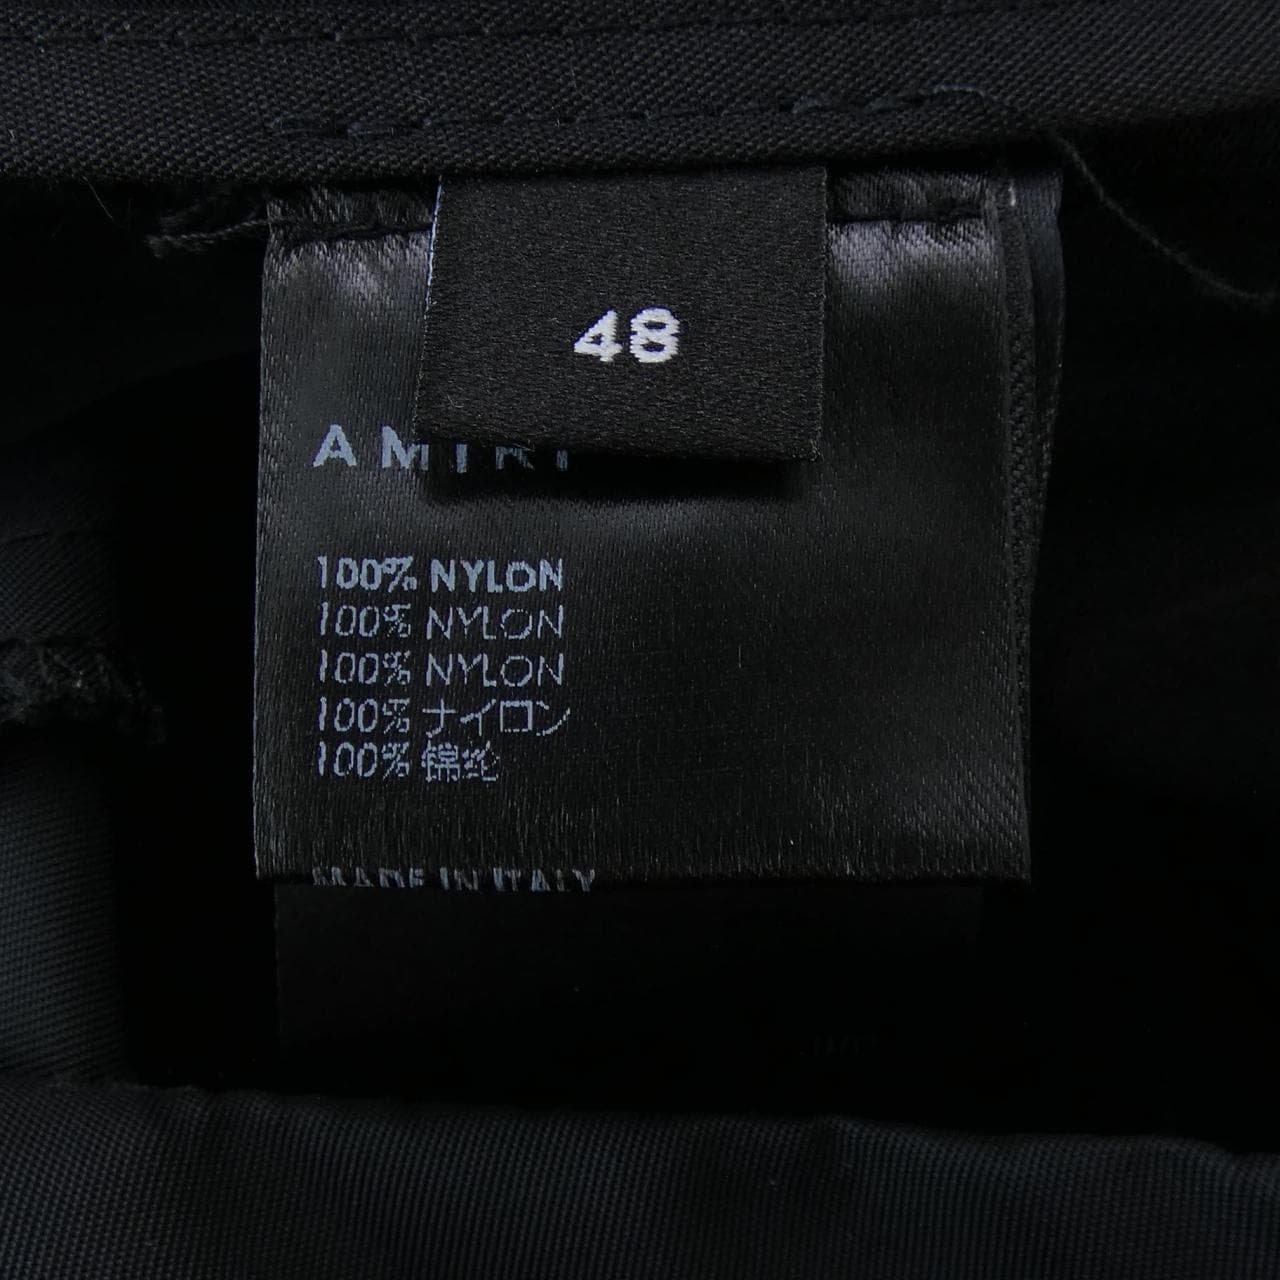 48
AMIRI
100% NYLON
100% NYLON
100% NYLON
100% ナイロン
100% 锦纶
MADE IN ITALY